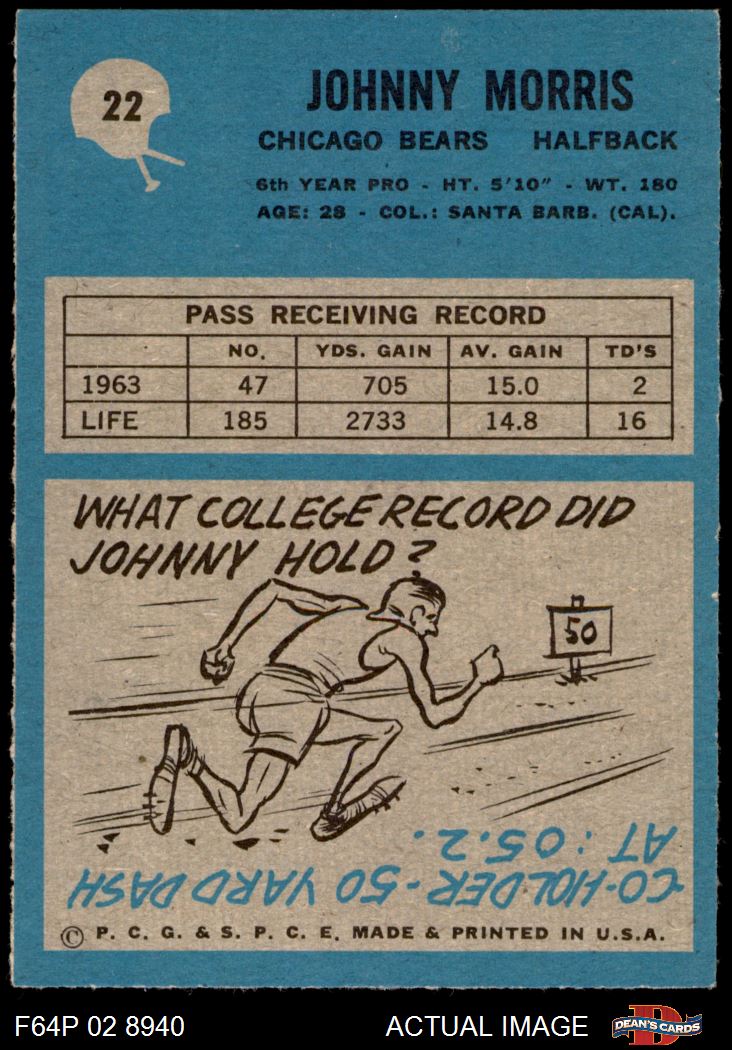 22
JOHNNY MORRIS
CHICAGO BEARS HALFBACK
6th YEAR PRO - HT. 5'10" - WT. 180
AGE: 28 - COL.: SANTA BARB. (CAL).
PASS RECEIVING RECORD
NO. YDS. GAIN AV. GAIN TD'S
1963 47 705 15.0 2
LIFE 185 2733 14.8 16
WHAT COLLEGE RECORD DID
JOHNNY HOLD?
50
CO-HOLDER-50 YARD DASH
AT :05.2.
© P. C. G. & S. P. C. E. MADE & PRINTED IN U.S.A.
F64P 02 8940 ACTUAL IMAGE
D
DEAN'S CARDS